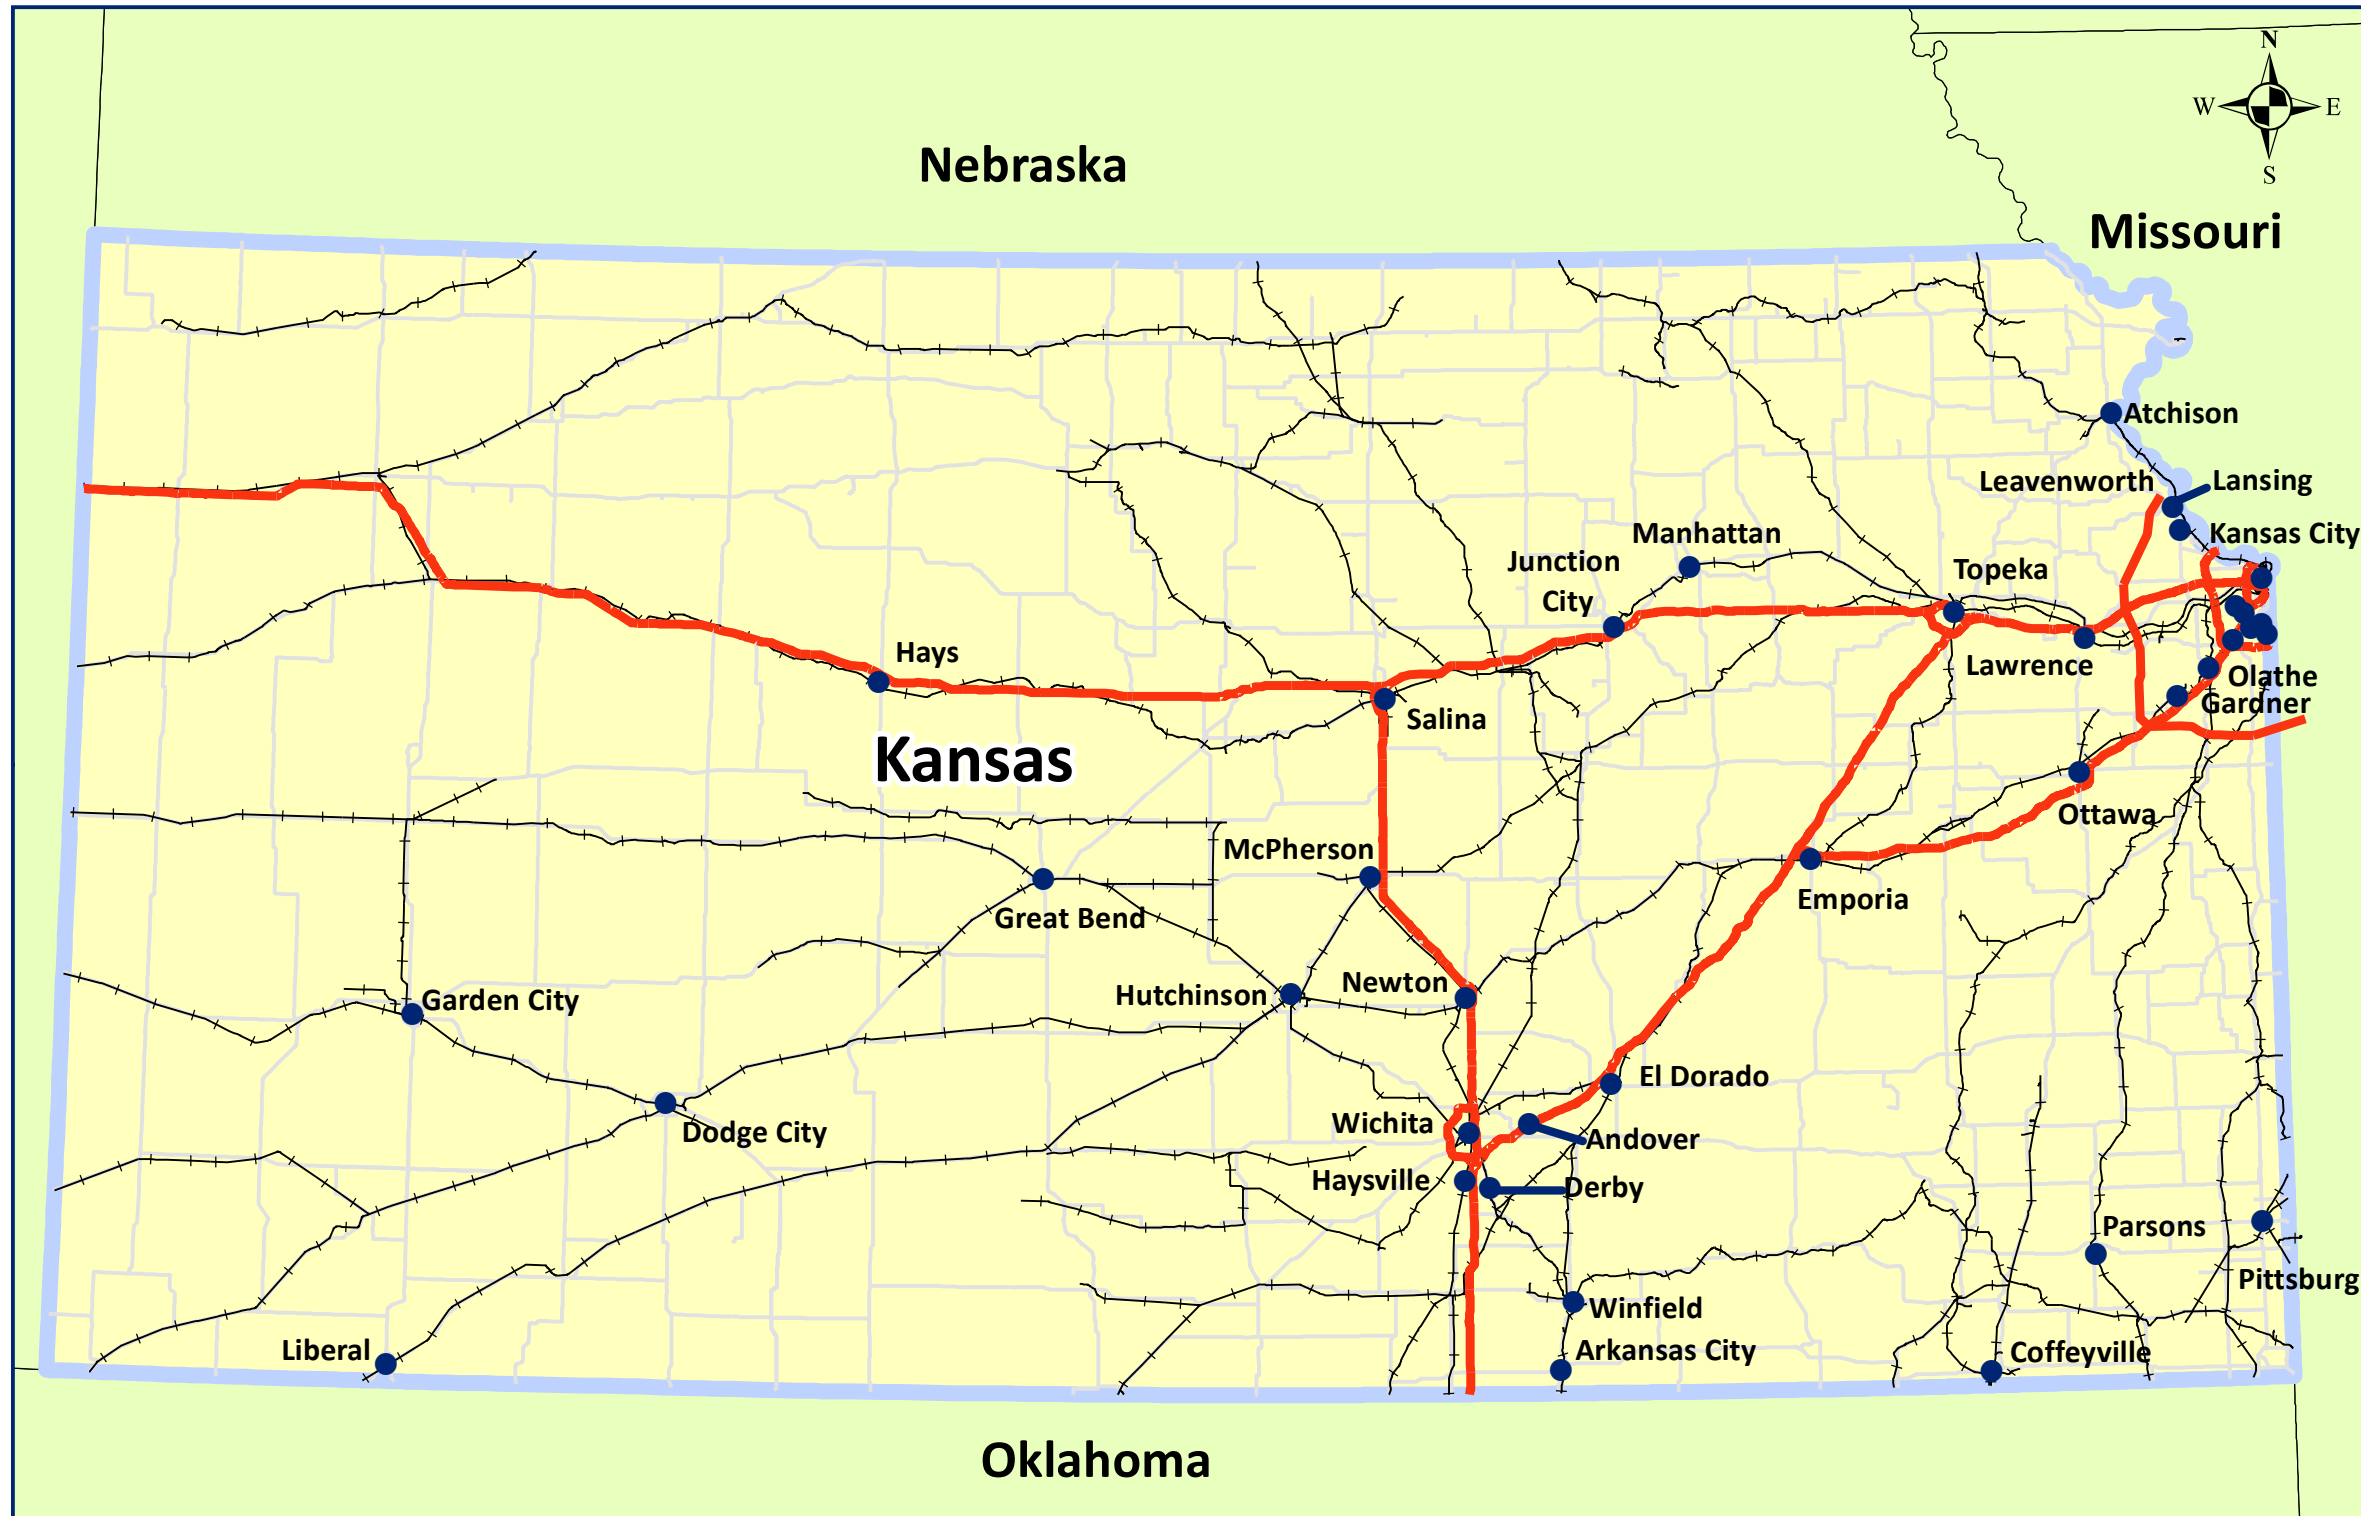 N
W
E
S
Nebraska
Missouri
Atchison
Leavenworth
Lansing
Kansas City
Manhattan
Junction
City
Topeka
Hays
Lawrence
Olathe
Gardner
Salina
Kansas
Ottawa
McPherson
Emporia
Great Bend
Newton
Hutchinson
Garden City
El Dorado
Wichita
Dodge City
Andover
Haysville
Derby
Parsons
Pittsburg
Winfield
Liberal
Arkansas City
Coffeyville
Oklahoma